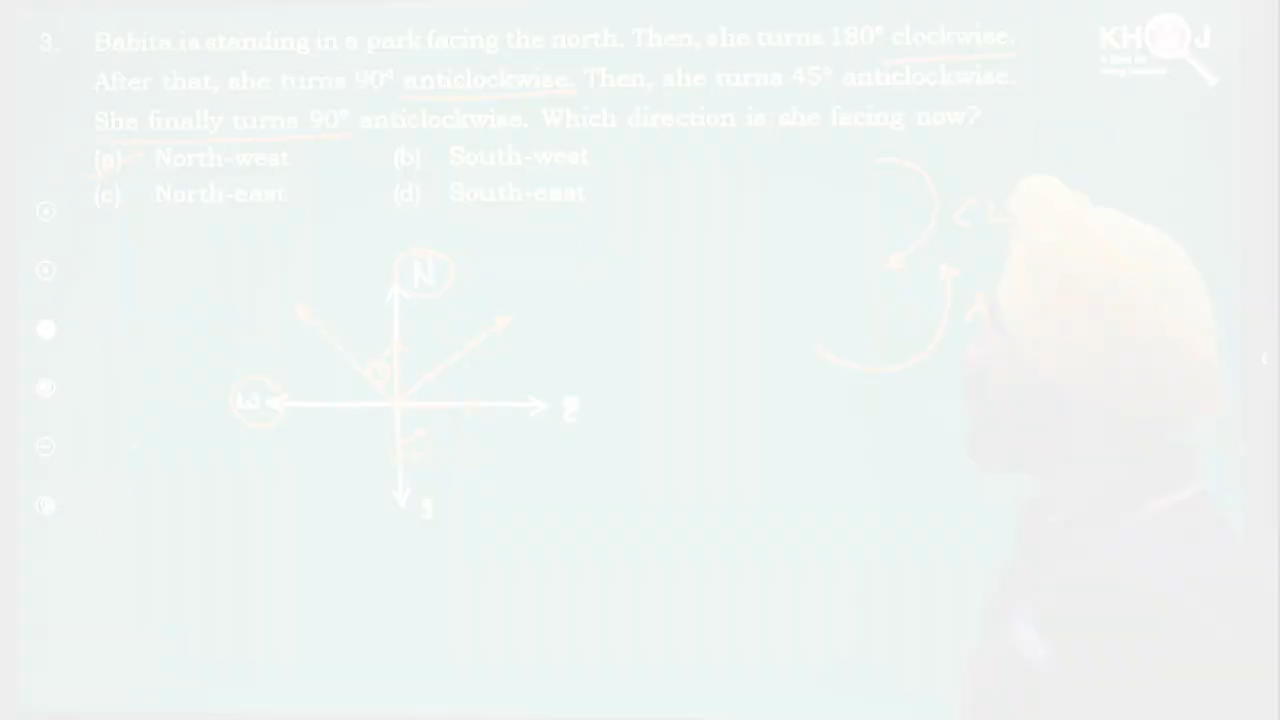 3. Babita is standing in a park facing the north. Then, she turns 180° clockwise.
After that, she turns 90° anticlockwise. Then, she turns 45° anticlockwise.
She finally turns 90° anticlockwise. Which direction is she facing now?
(a) North-west (b) South-west
(c) North-east (d) South-east
N